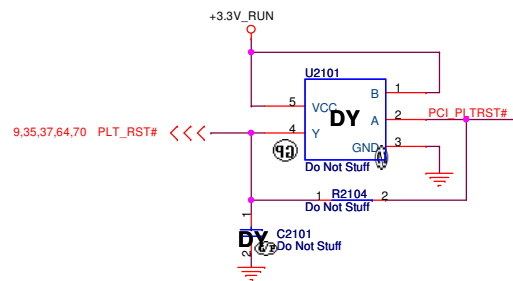 +3.3V_RUN
U2101
B 1
5 VCC DY A 2 PCI_PLTRST#
9,35,37,64,70 PLT_RST# 4 Y
GND 3
GP
Do Not Stuff
1 R2104 2
Do Not Stuff
1
DY C2101
Do Not Stuff
2